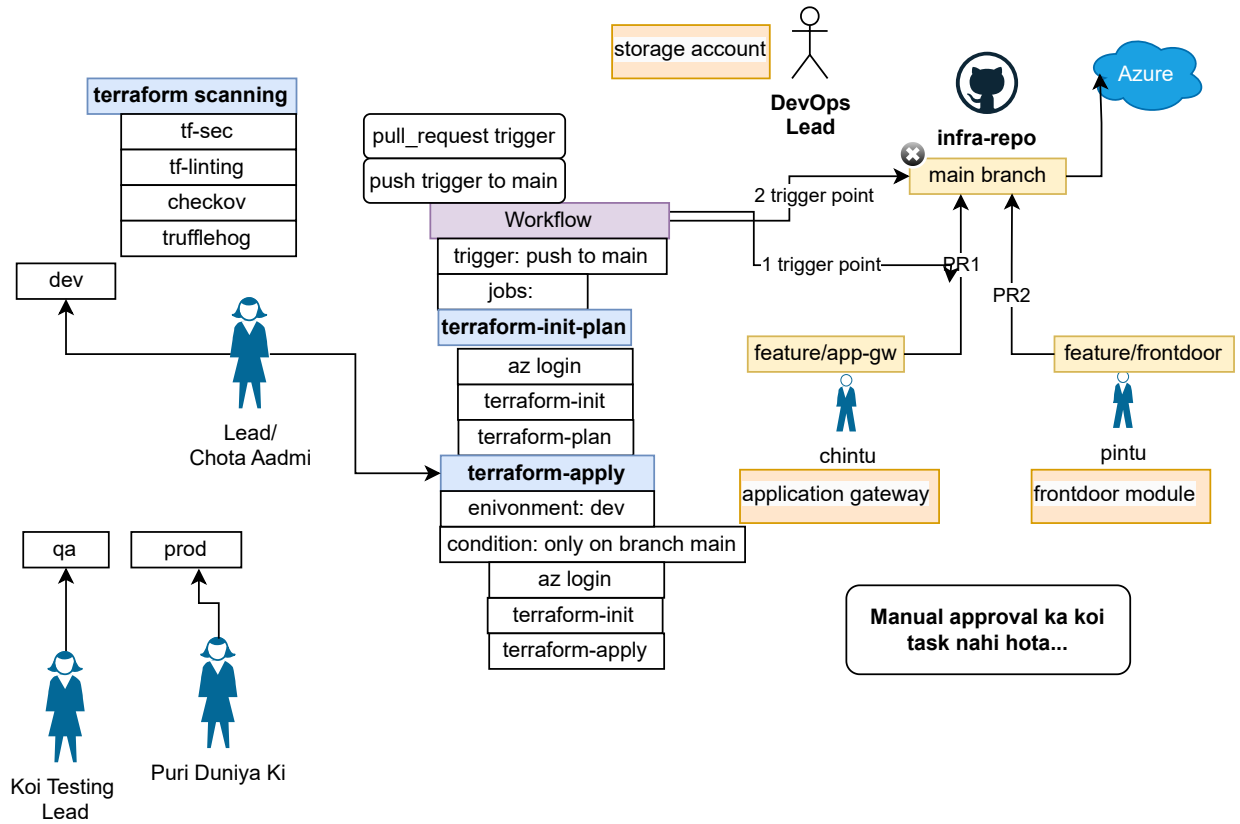 storage account
DevOps
Lead
Azure
infra-repo
main branch
terraform scanning
tf-sec
tf-linting
checkov
trufflehog
pull_request trigger
push trigger to main
Workflow
trigger: push to main
jobs:
terraform-init-plan
az login
terraform-init
terraform-plan
terraform-apply
enivonment: dev
condition: only on branch main
az login
terraform-init
terraform-apply
2 trigger point
1 trigger point
PR1
PR2
feature/app-gw
chintu
application gateway
feature/frontdoor
pintu
frontdoor module
dev
Lead/
Chota Aadmi
qa
Koi Testing
Lead
prod
Puri Duniya Ki
Manual approval ka koi
task nahi hota...